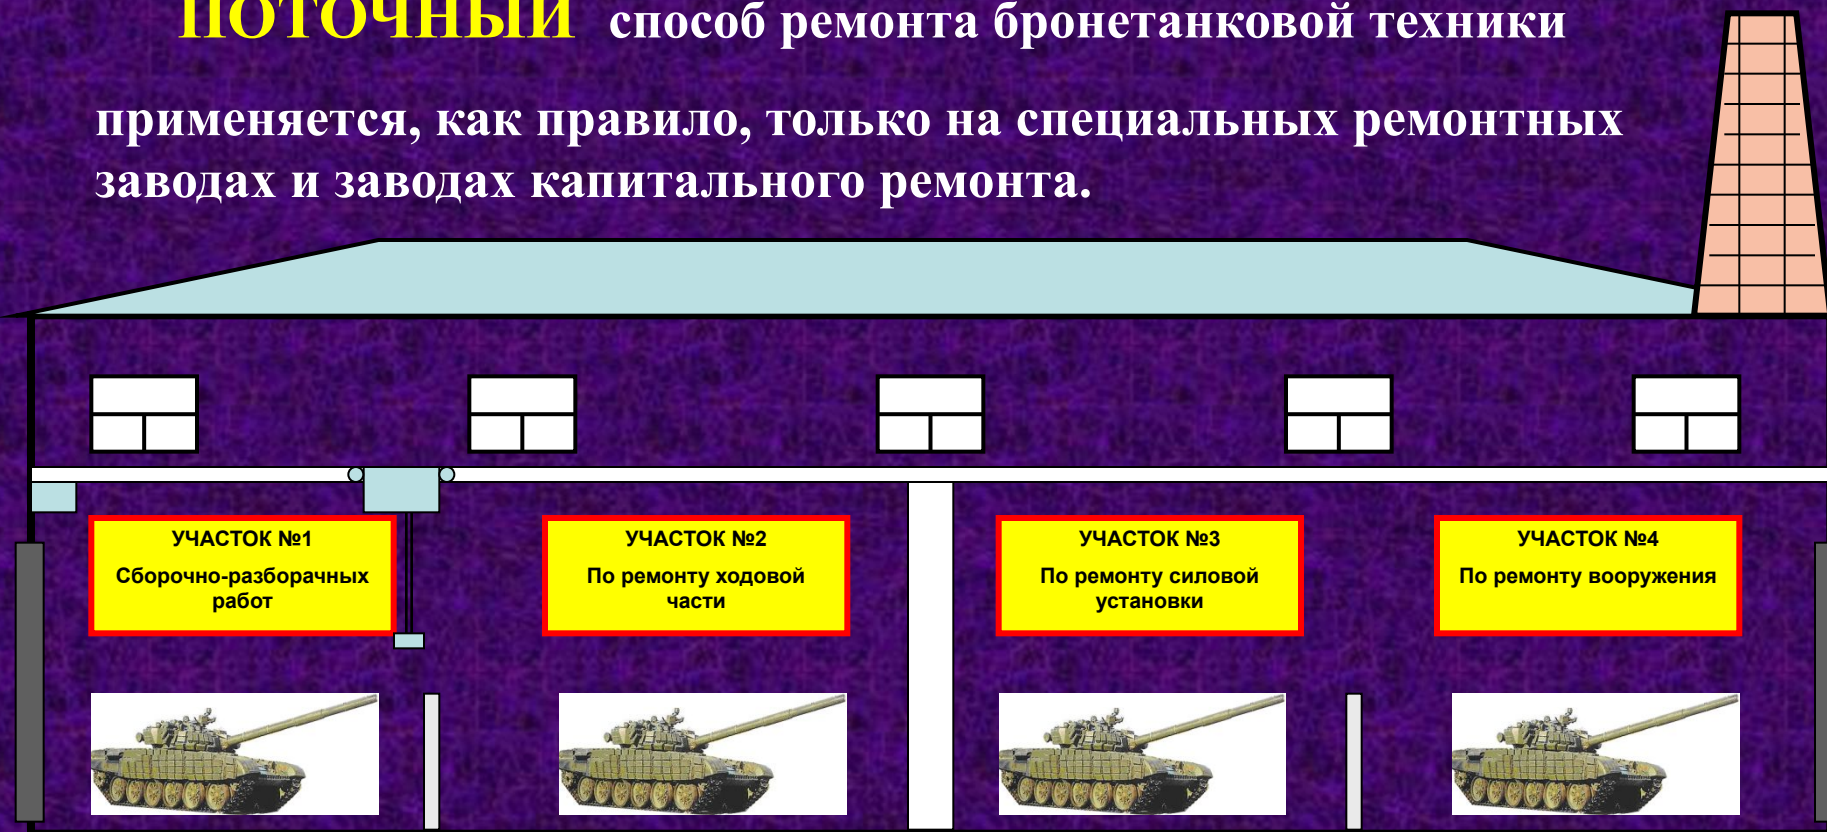 ПОТОЧНЫЙ способ ремонта бронетанковой техники
применяется, как правило, только на специальных ремонтных
заводах и заводах капитального ремонта.
УЧАСТОК №1
Сборочно-разборачных
работ
УЧАСТОК №2
По ремонту ходовой
части
УЧАСТОК №3
По ремонту силовой
установки
УЧАСТОК №4
По ремонту вооружения